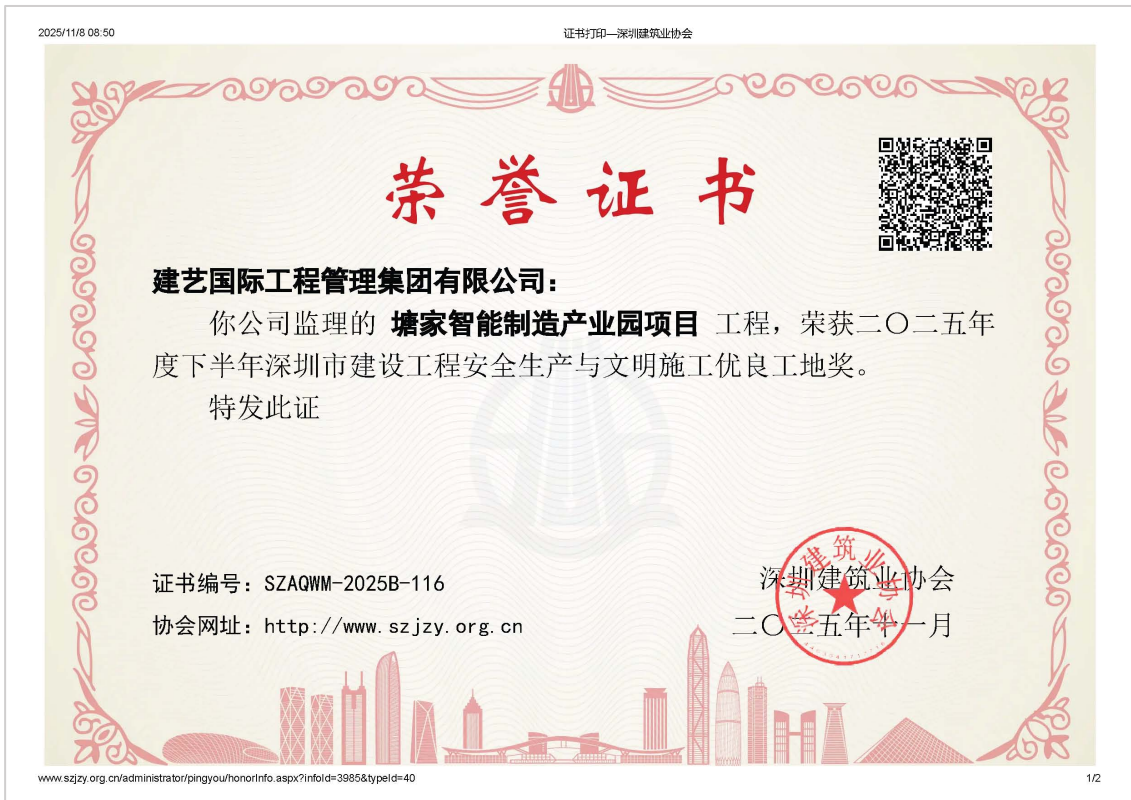 2025/11/8 08:50
证书打印—深圳建筑业协会
荣誉证书
建艺国际工程管理集团有限公司：
你公司监理的 塘家智能制造产业园项目 工程，荣获二〇二五年
度下半年深圳市建设工程安全生产与文明施工优良工地奖。
特发此证
证书编号：SZAQWM-2025B-116
深圳建筑业协会
协会网址：http://www.szjzy.org.cn
二〇二五年十一月
深圳建筑业协会
www.szjzy.org.cn/administrator/pingyou/honorInfo.aspx?infoId=3985&typeId=40
1/2